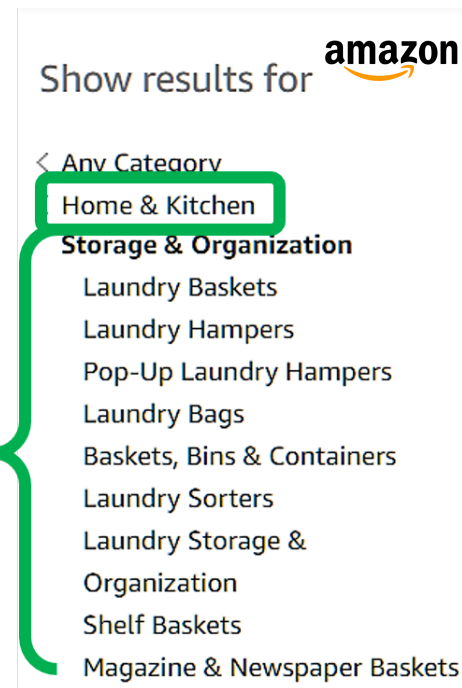 amazon
Show results for
Any Category
Home & Kitchen
Storage & Organization
Laundry Baskets
Laundry Hampers
Pop-Up Laundry Hampers
Laundry Bags
Baskets, Bins & Containers
Laundry Sorters
Laundry Storage &
Organization
Shelf Baskets
Magazine & Newspaper Baskets